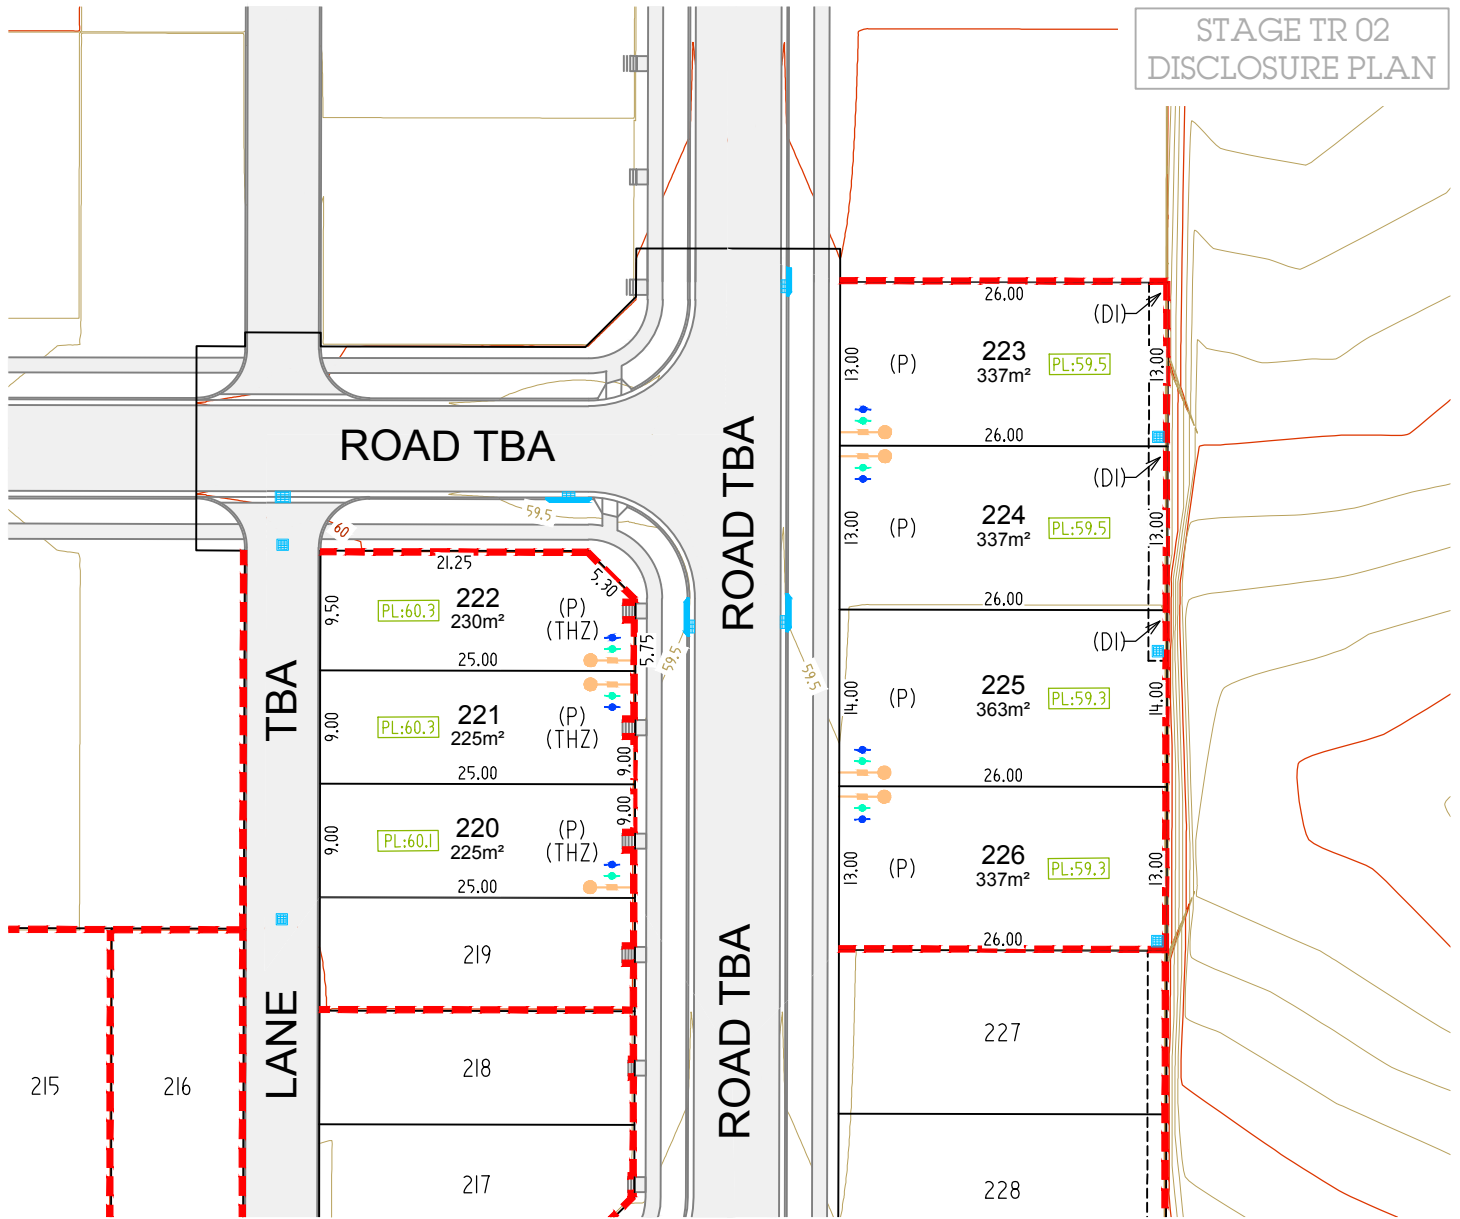 STAGE TR 02
DISCLOSURE PLAN
26.00
(DI)
13.00
(P)
223
337m²
PL:59.5
13.00
26.00
ROAD TBA
ROAD TBA
(DI)
13.00
(P)
224
337m²
PL:59.5
13.00
26.00
59.5
60
21.25
5.30
9.50
PL:60.3
222
230m²
(P)
(THZ)
25.00
5.75
59.5
59.5
(DI)
14.00
(P)
225
363m²
PL:59.3
14.00
26.00
LANE TBA
9.00
PL:60.3
221
225m²
(P)
(THZ)
25.00
9.00
9.00
PL:60.1
220
225m²
(P)
(THZ)
25.00
9.00
13.00
(P)
226
337m²
PL:59.3
13.00
26.00
ROAD TBA
219
218
217
215
216
227
228